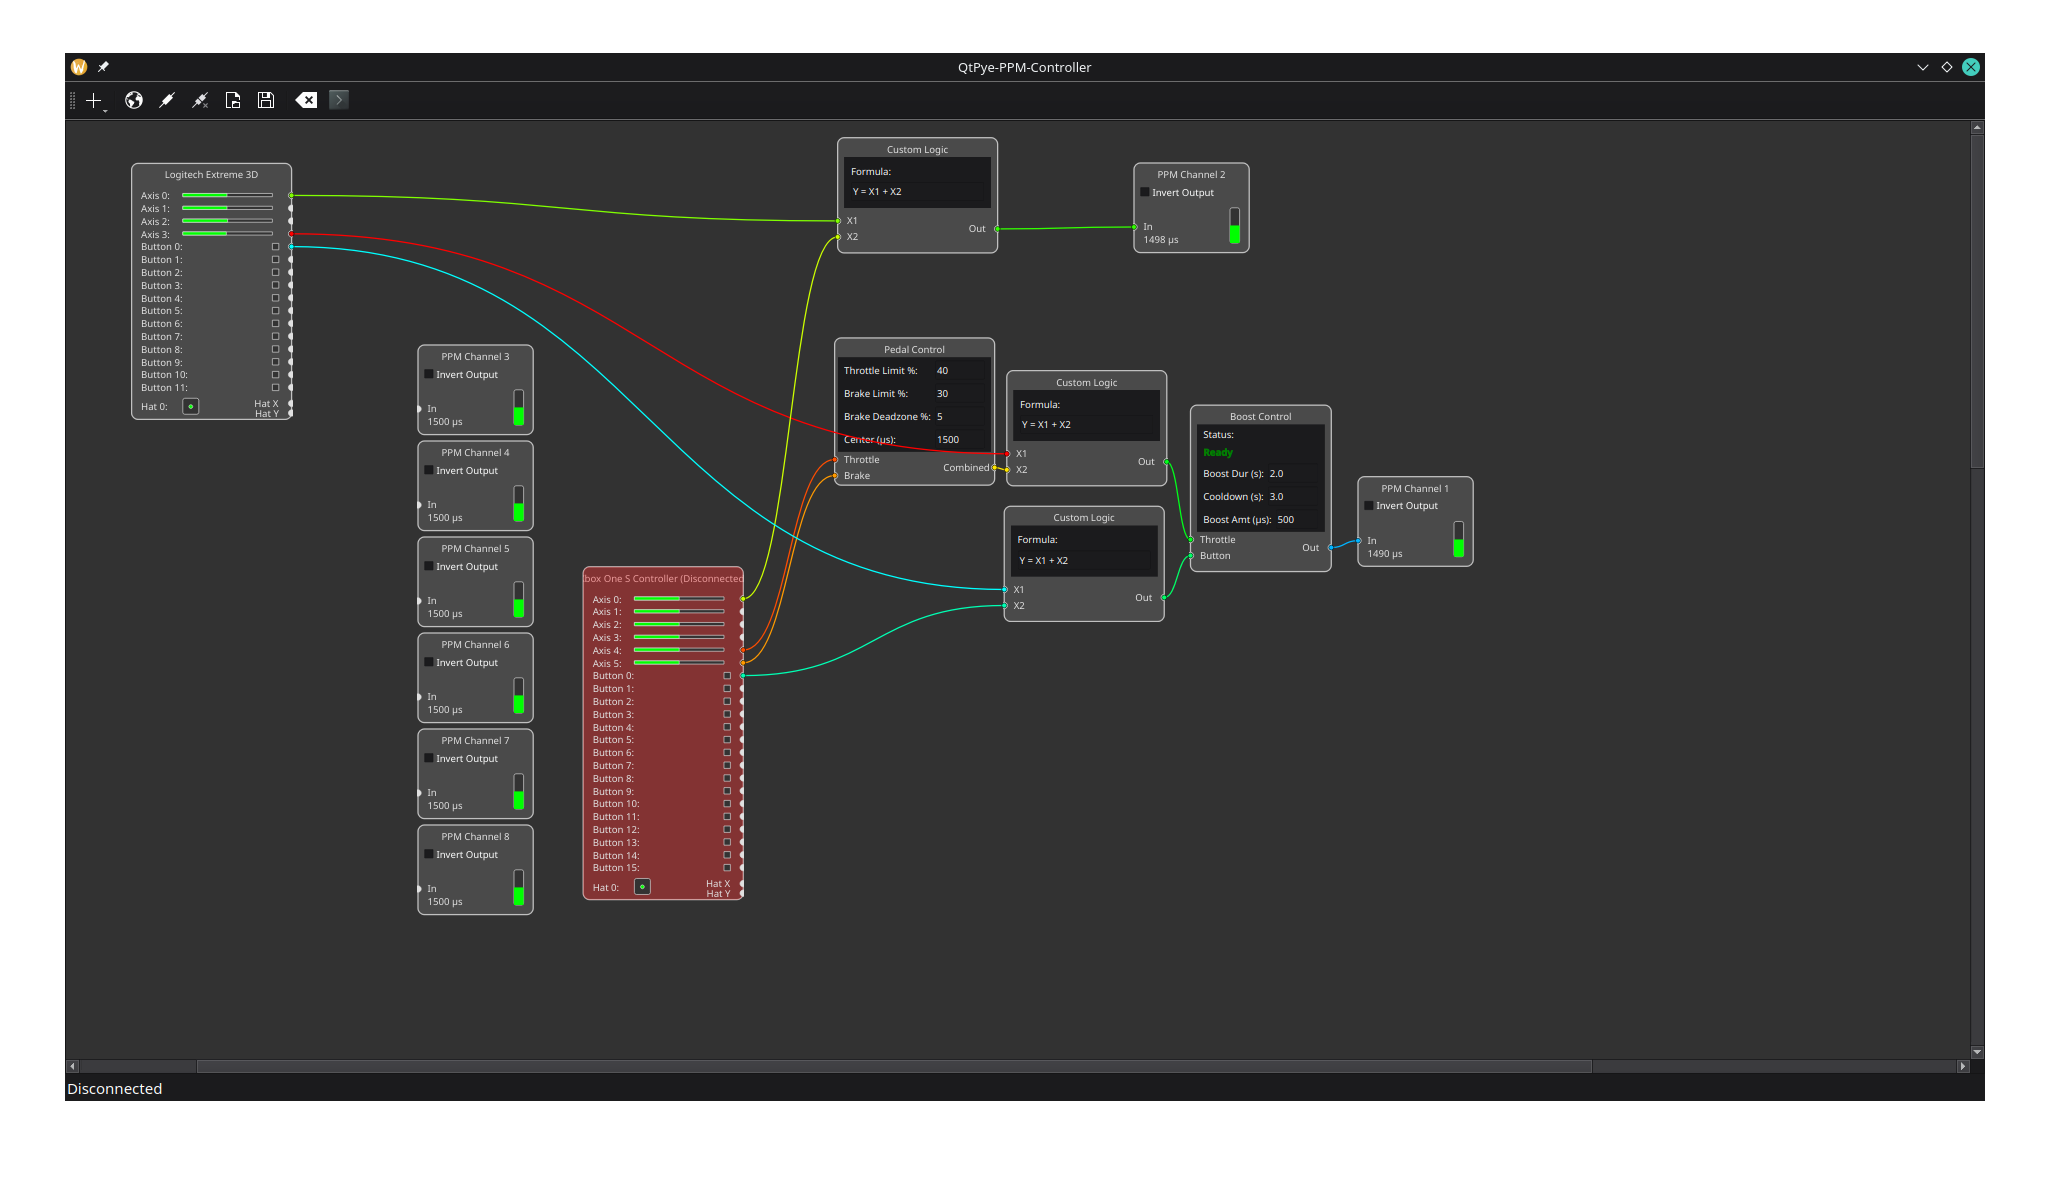 QtPye-PPM-Controller
Logitech Extreme 3D
Axis 0:
Axis 1:
Axis 2:
Axis 3:
Button 0:
Button 1:
Button 2:
Button 3:
Button 4:
Button 5:
Button 6:
Button 7:
Button 8:
Button 9:
Button 10:
Button 11:
Hat 0:
Hat X
Hat Y
Custom Logic
Formula:
Y = X1 + X2
X1
X2
Out
PPM Channel 2
Invert Output
In
1498 µs
PPM Channel 3
Invert Output
In
1500 µs
PPM Channel 4
Invert Output
In
1500 µs
PPM Channel 5
Invert Output
In
1500 µs
PPM Channel 6
Invert Output
In
1500 µs
PPM Channel 7
Invert Output
In
1500 µs
PPM Channel 8
Invert Output
In
1500 µs
Pedal Control
Throttle Limit %: 40
Brake Limit %: 30
Brake Deadzone %: 5
Center (µs): 1500
Throttle
Brake
Combined
Custom Logic
Formula:
Y = X1 + X2
X1
X2
Out
Custom Logic
Formula:
Y = X1 + X2
X1
X2
Out
Boost Control
Status:
Ready
Boost Dur (s): 2.0
Cooldown (s): 3.0
Boost Amt (µs): 500
Throttle
Button
Out
PPM Channel 1
Invert Output
In
1490 µs
box One S Controller (Disconnected
Axis 0:
Axis 1:
Axis 2:
Axis 3:
Axis 4:
Axis 5:
Button 0:
Button 1:
Button 2:
Button 3:
Button 4:
Button 5:
Button 6:
Button 7:
Button 8:
Button 9:
Button 10:
Button 11:
Button 12:
Button 13:
Button 14:
Button 15:
Hat 0:
Hat X
Hat Y
Disconnected